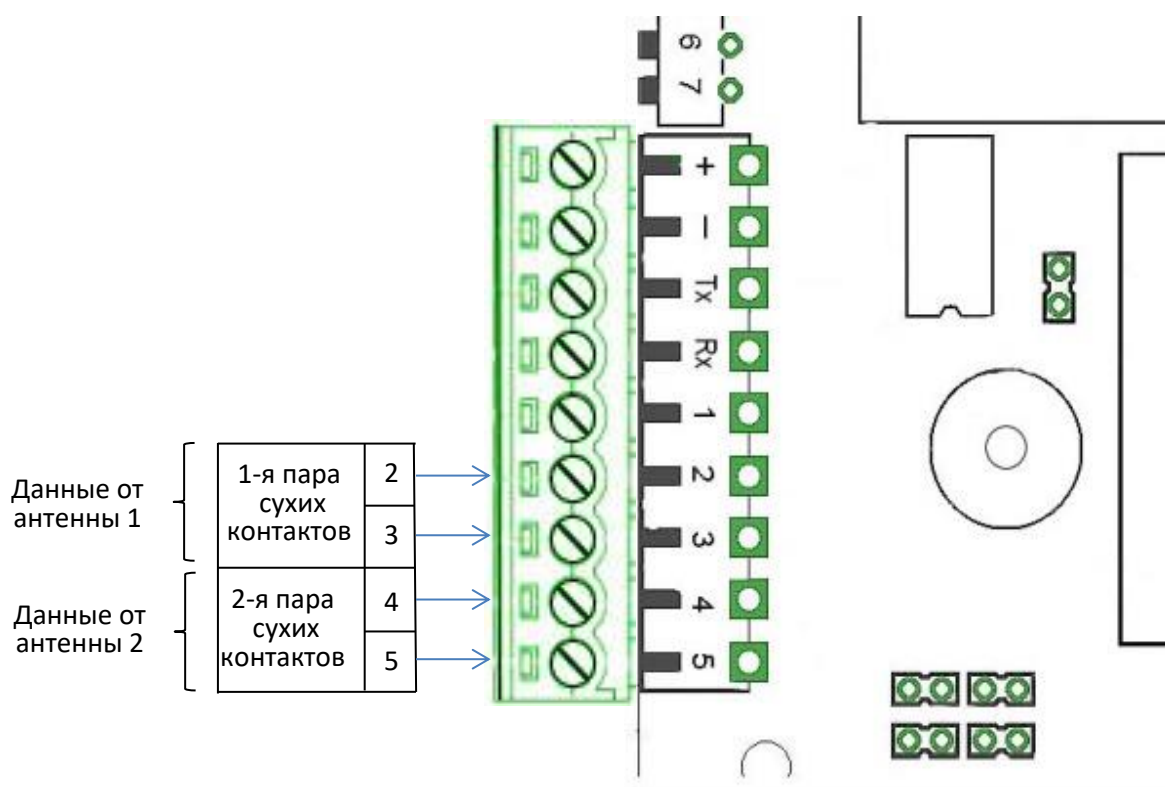 6
7
+
–
Tx
Rx
1
2
3
4
5
Данные от
антенны 1
1-я пара
сухих
контактов
2
3
Данные от
антенны 2
2-я пара
сухих
контактов
4
5